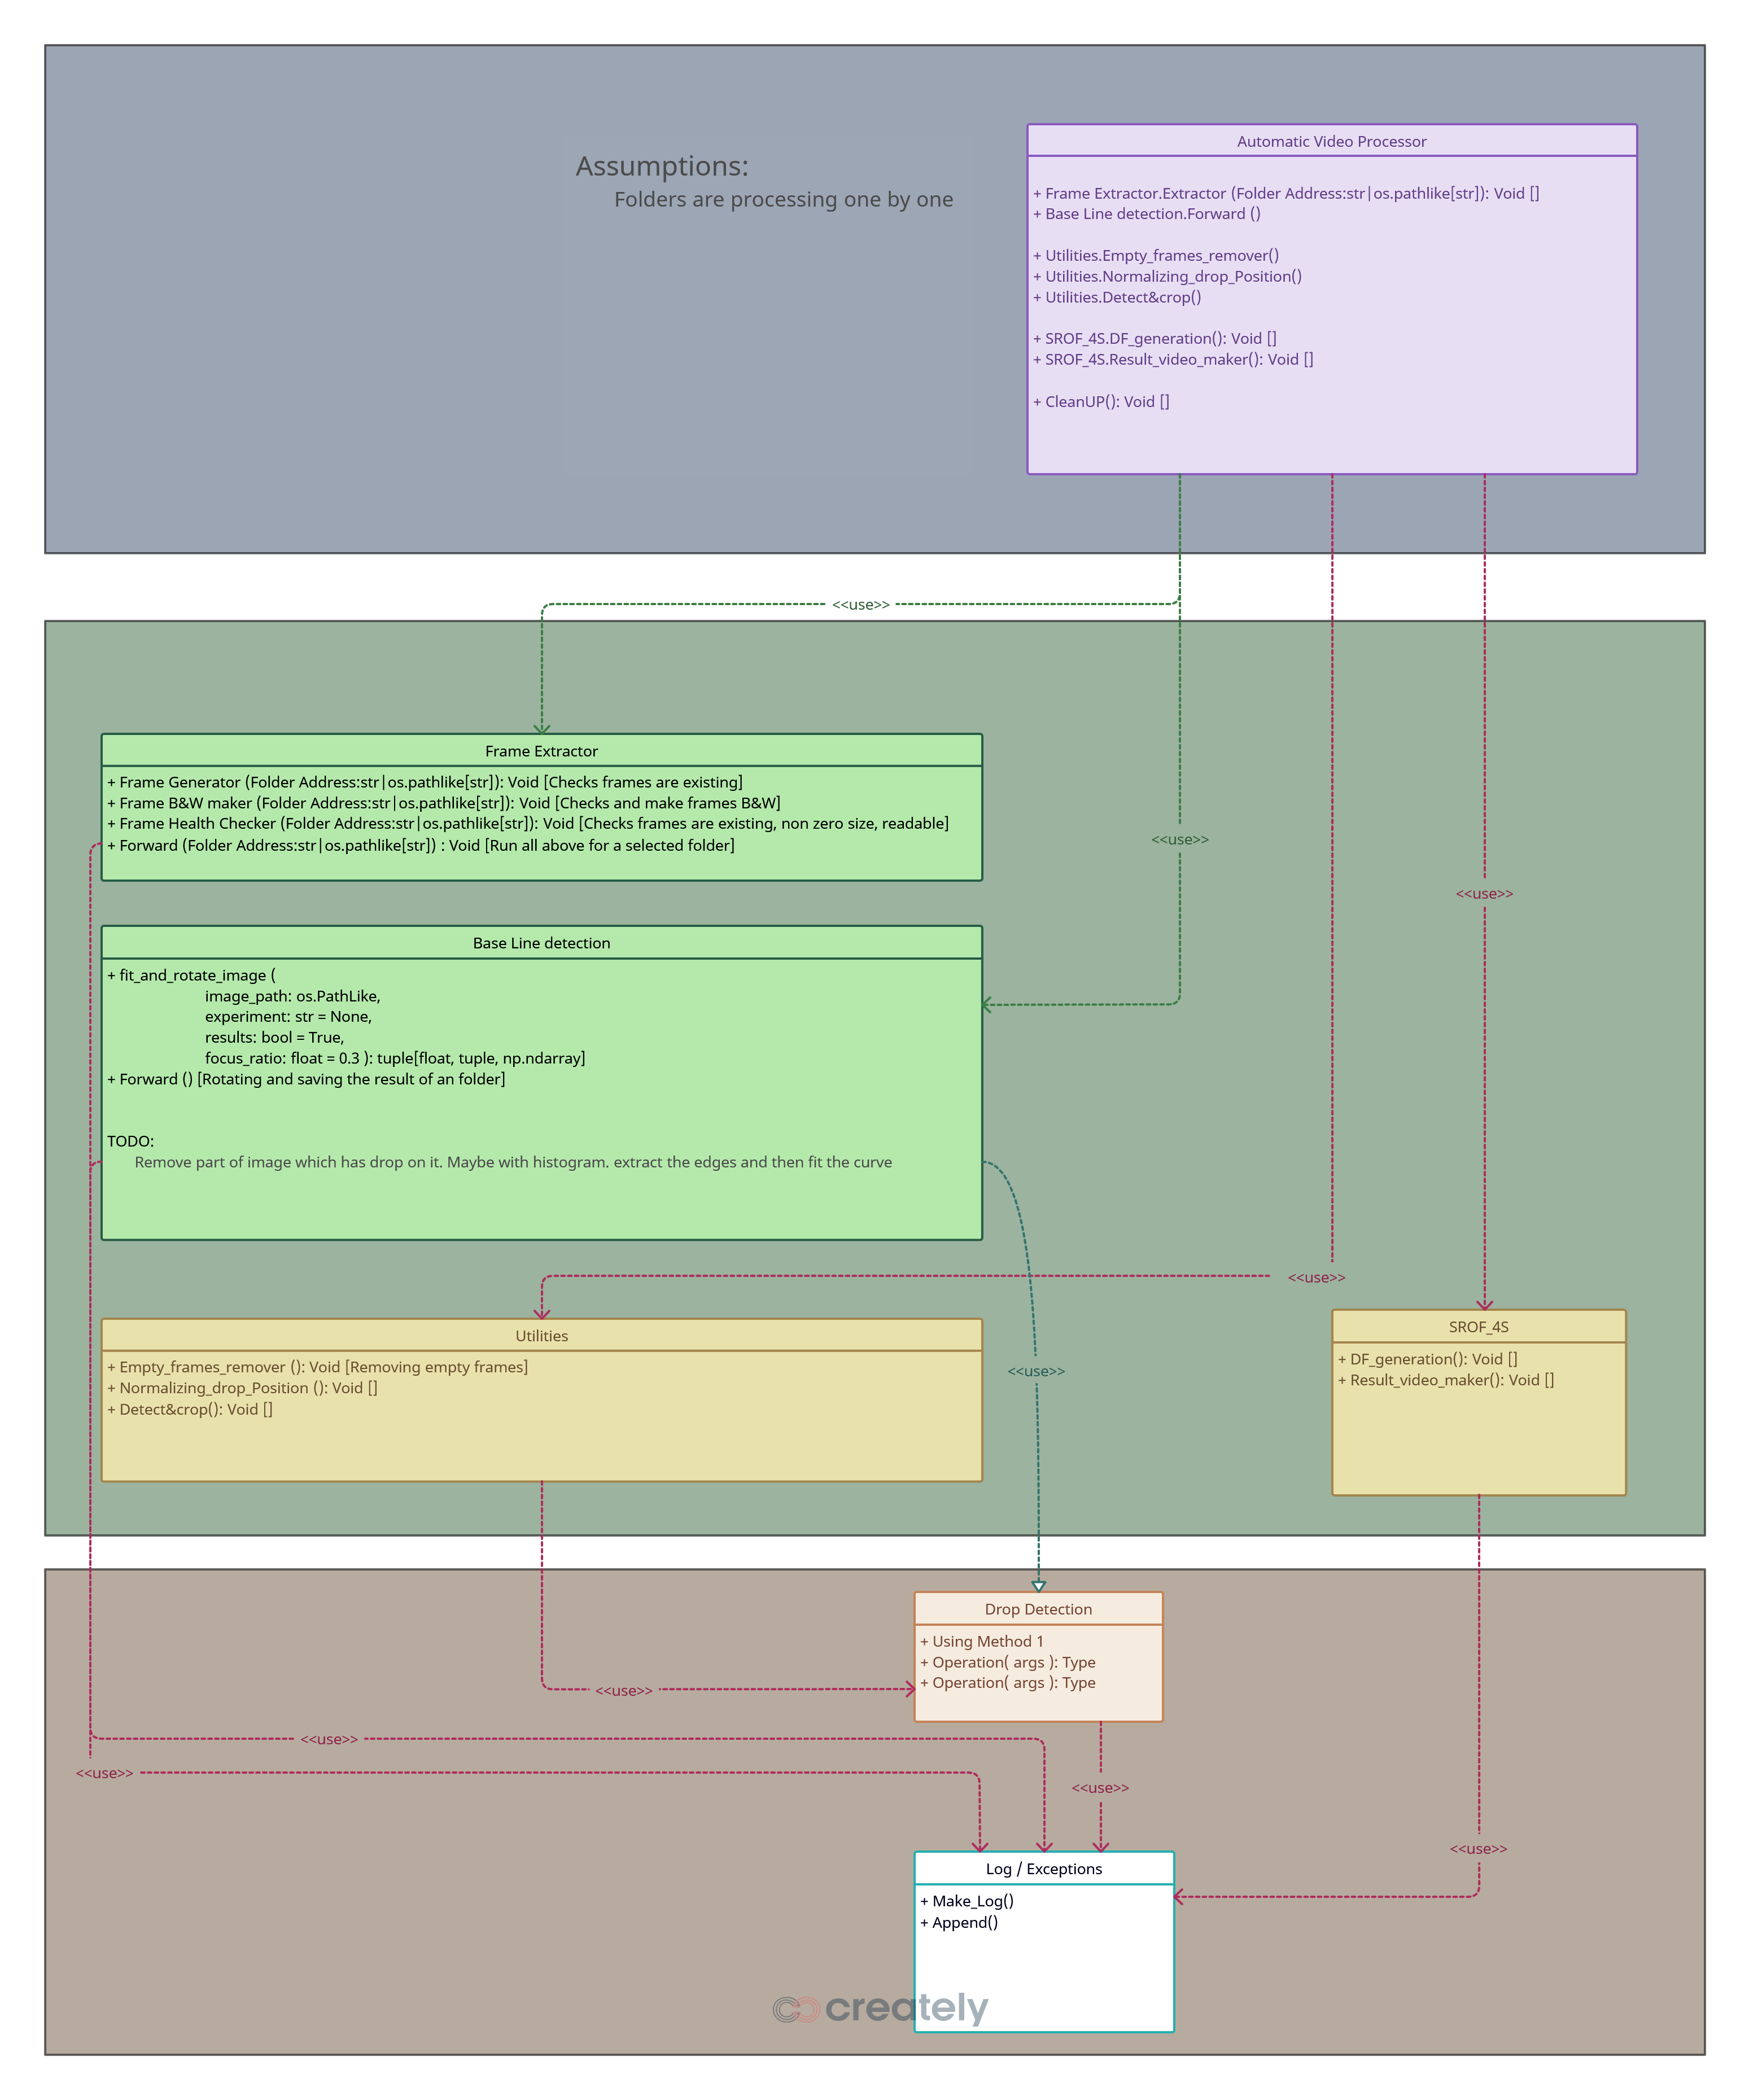 Assumptions:
Folders are processing one by one
Automatic Video Processor
+ Frame Extractor.Extractor (Folder Address:str|os.pathlike[str]): Void []
+ Base Line detection.Forward ()
+ Utilities.Empty_frames_remover()
+ Utilities.Normalizing_drop_Position()
+ Utilities.Detect&crop()
+ SROF_4S.DF_generation(): Void []
+ SROF_4S.Result_video_maker(): Void []
+ CleanUP(): Void []
<<use>>
Frame Extractor
+ Frame Generator (Folder Address:str|os.pathlike[str]): Void [Checks frames are existing]
+ Frame B&W maker (Folder Address:str|os.pathlike[str]): Void [Checks and make frames B&W]
+ Frame Health Checker (Folder Address:str|os.pathlike[str]): Void [Checks frames are existing, non zero size, readable]
+ Forward (Folder Address:str|os.pathlike[str]) : Void [Run all above for a selected folder]
<<use>>
<<use>>
Base Line detection
+ fit_and_rotate_image (
image_path: os.PathLike,
experiment: str = None,
results: bool = True,
focus_ratio: float = 0.3 ): tuple[float, tuple, np.ndarray]
+ Forward () [Rotating and saving the result of an folder]
TODO:
Remove part of image which has drop on it. Maybe with histogram. extract the edges and then fit the curve
<<use>>
Utilities
+ Empty_frames_remover (): Void [Removing empty frames]
+ Normalizing_drop_Position (): Void []
+ Detect&crop(): Void []
<<use>>
SROF_4S
+ DF_generation(): Void []
+ Result_video_maker(): Void []
Drop Detection
+ Using Method 1
+ Operation( args ): Type
+ Operation( args ): Type
<<use>>
<<use>>
<<use>>
<<use>>
<<use>>
Log / Exceptions
+ Make_Log()
+ Append()
creately